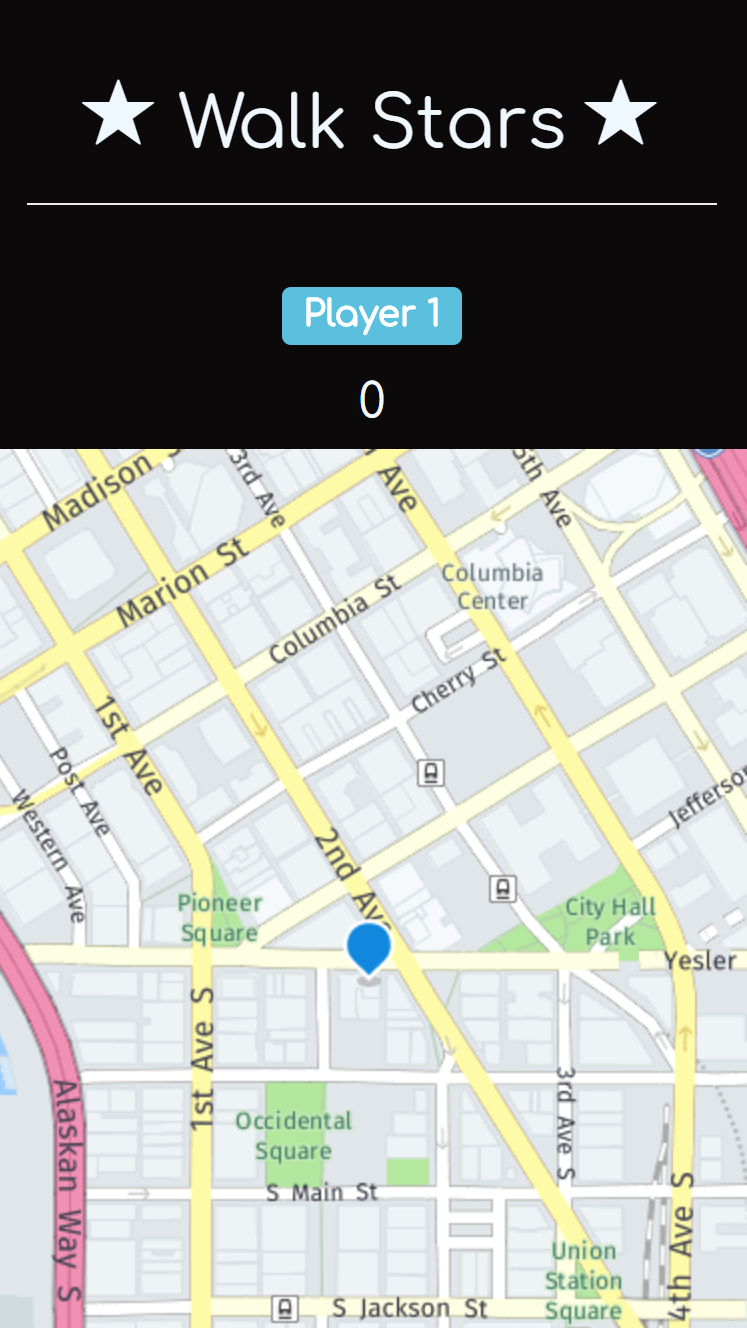 ★ Walk Stars ★
Player 1
0
Madison
3rd Ave
Ave
5th Ave
Marion St
Columbia St
Columbia
Center
Cherry St
1st Ave
Post Ave
Western Ave
2nd Ave
Jefferson
Pioneer
Square
City Hall
Park
Yesler
1st Ave S
3rd Ave S
Alaskan Way S
Occidental
Square
S Main St
4th Ave S
Union
Station
Square
S Jackson St